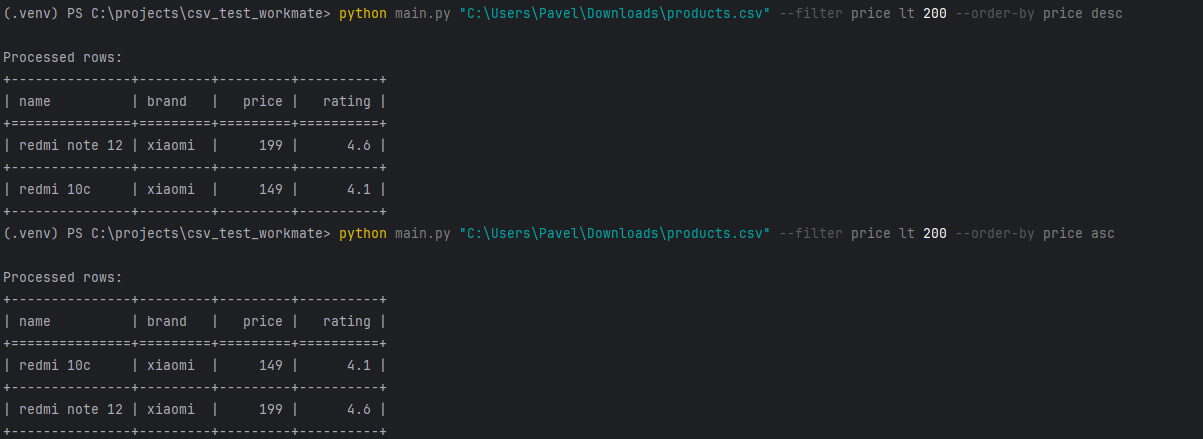 (.venv) PS C:\projects\csv_test_workmate> python main.py "C:\Users\Pavel\Downloads\products.csv" --filter price lt 200 --order-by price desc
Processed rows:
+---------------+---------+---------+----------+
| name          | brand   |   price |   rating |
+===============+=========+=========+==========+
| redmi note 12 | xiaomi  |     199 |      4.6 |
+---------------+---------+---------+----------+
| redmi 10c     | xiaomi  |     149 |      4.1 |
+---------------+---------+---------+----------+
(.venv) PS C:\projects\csv_test_workmate> python main.py "C:\Users\Pavel\Downloads\products.csv" --filter price lt 200 --order-by price asc
Processed rows:
+---------------+---------+---------+----------+
| name          | brand   |   price |   rating |
+===============+=========+=========+==========+
| redmi 10c     | xiaomi  |     149 |      4.1 |
+---------------+---------+---------+----------+
| redmi note 12 | xiaomi  |     199 |      4.6 |
+---------------+---------+---------+----------+